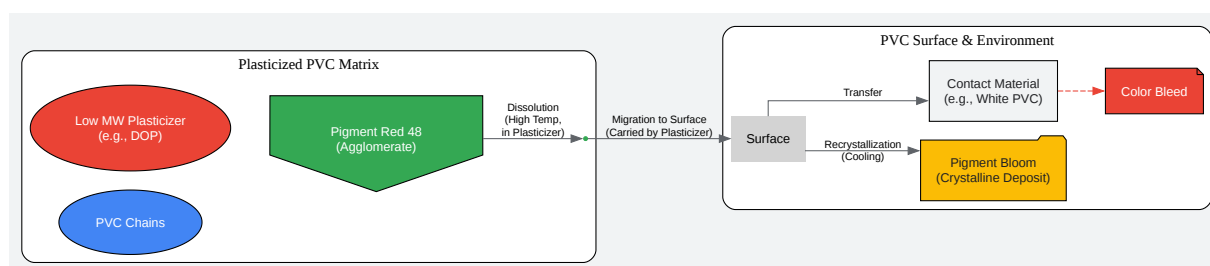 Plasticized PVC Matrix
Low MW Plasticizer
(e.g., DOP)
PVC Chains
Pigment Red 48
(Agglomerate)
Dissolution
(High Temp,
in Plasticizer)
Migration to Surface
(Carried by Plasticizer)
PVC Surface & Environment
Surface
Transfer
Contact Material
(e.g., White PVC)
Color Bleed
Recrystallization
(Cooling)
Pigment Bloom
(Crystalline Deposit)